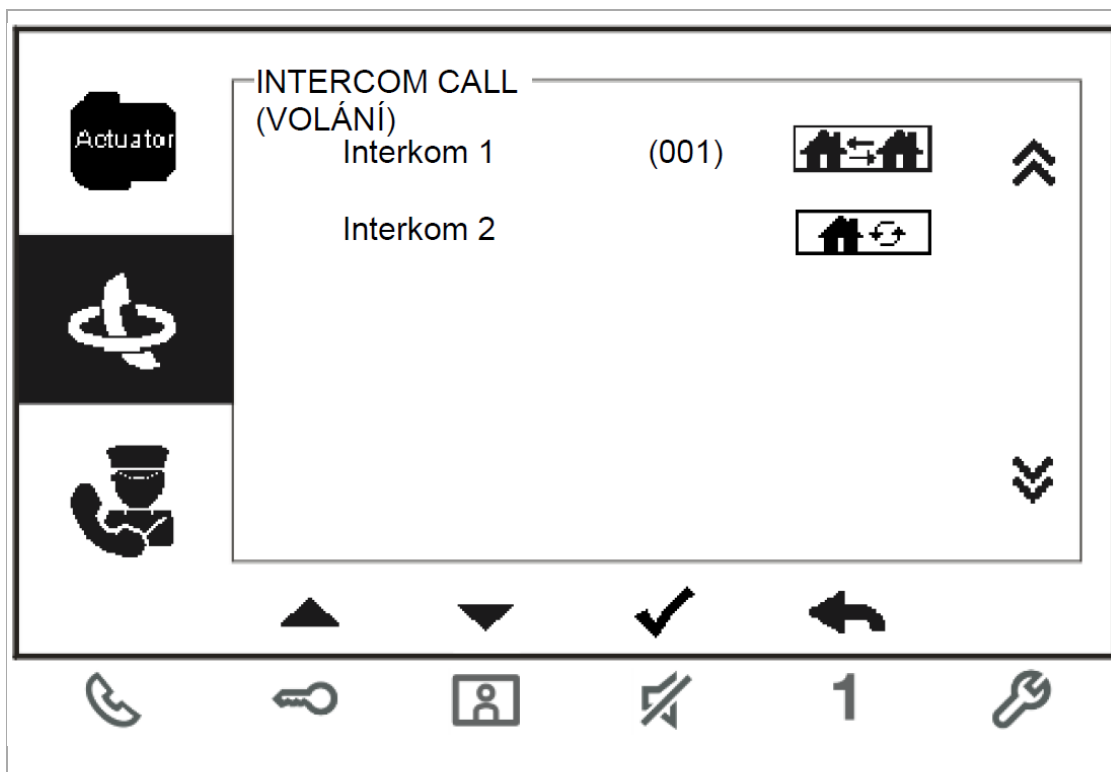 Actuator
INTERCOM CALL
(VOLÁNÍ)
Interkom 1 (001)
Interkom 2
1